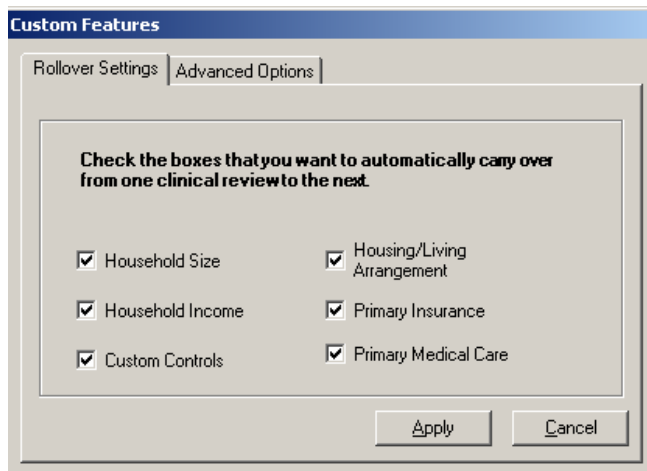 Custom Features
Rollover Settings
Advanced Options
Check the boxes that you want to automatically carry over
from one clinical review to the next.
Household Size
Housing/Living
Arrangement
Household Income
Primary Insurance
Custom Controls
Primary Medical Care
Apply
Cancel